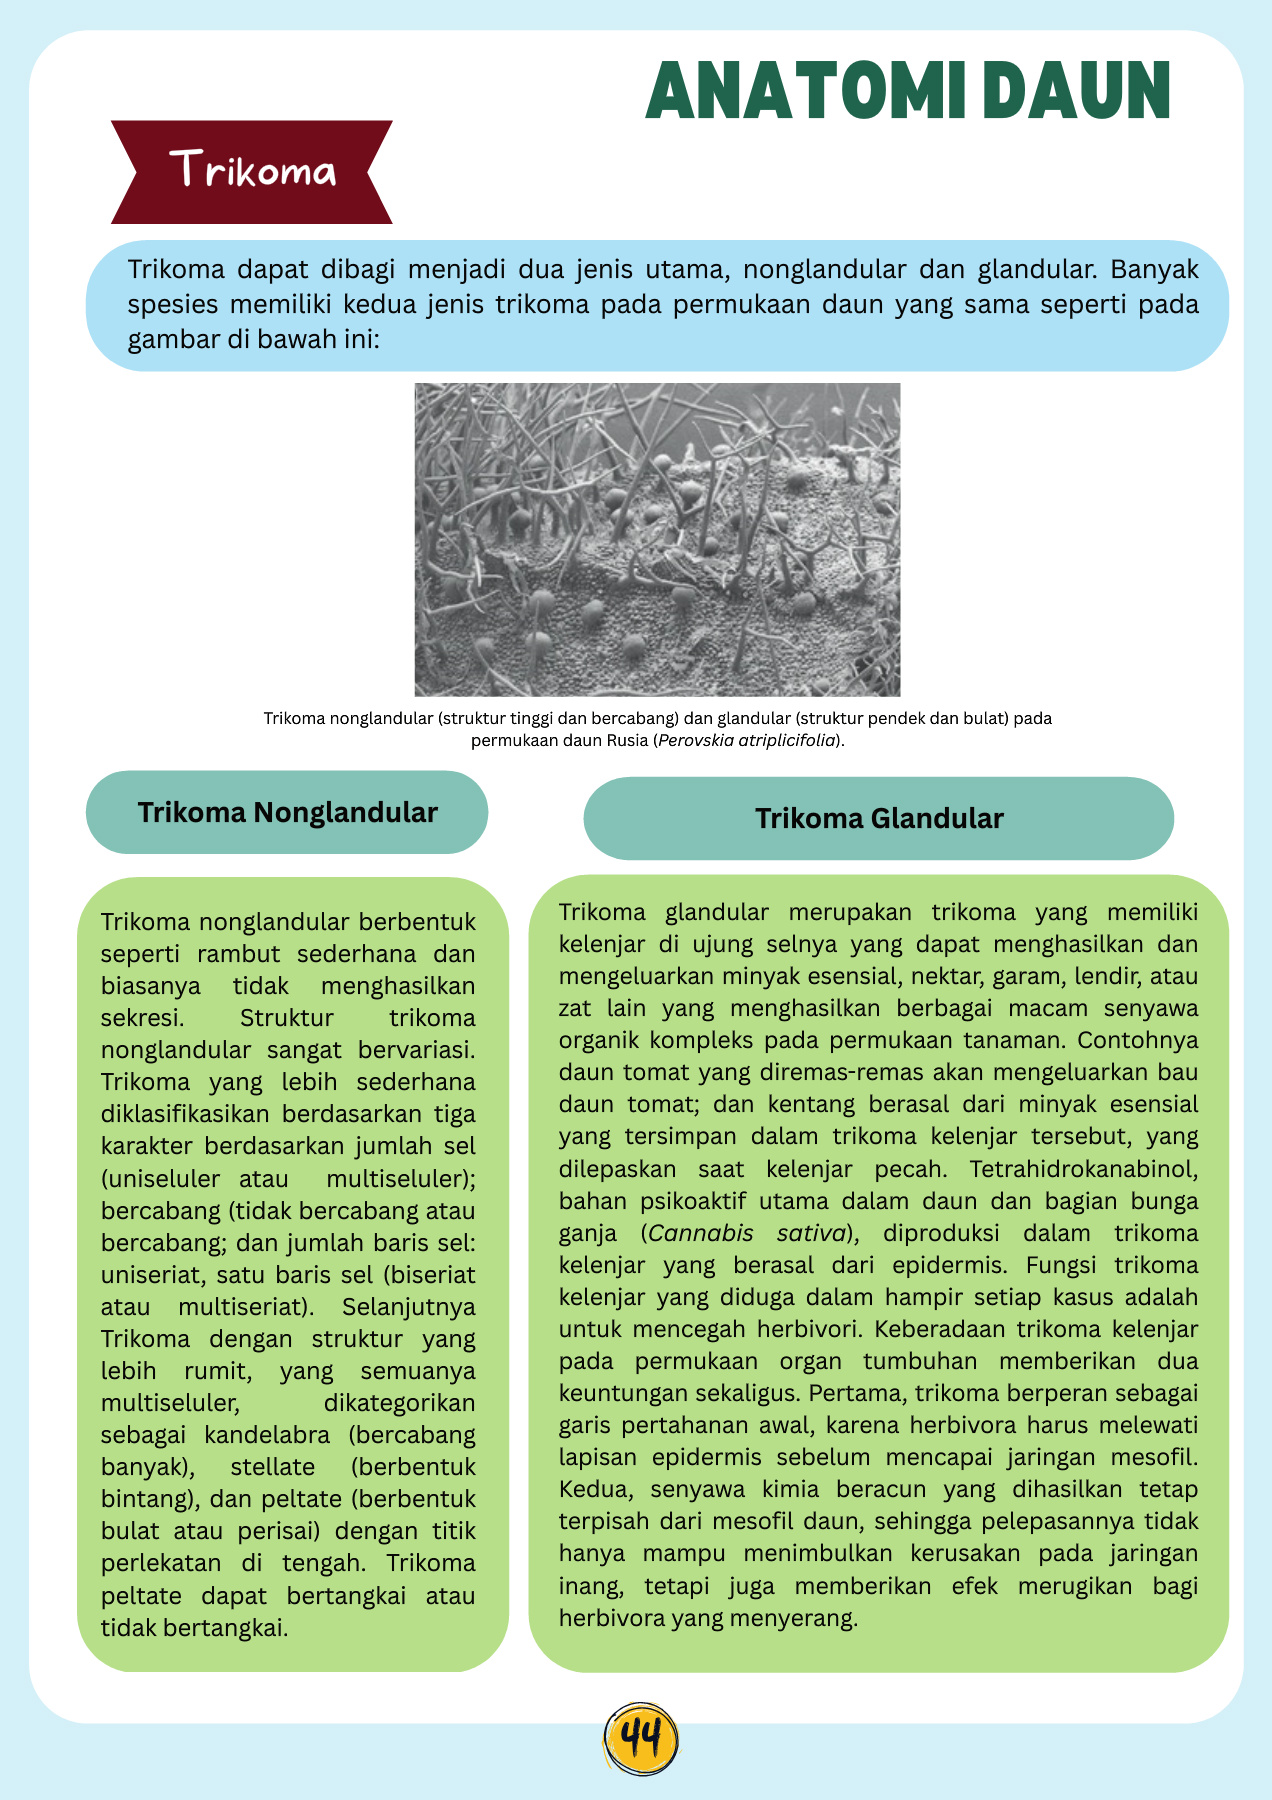 ANATOMI DAUN
Trikoma
Trikoma dapat dibagi menjadi dua jenis utama, nonglandular dan glandular. Banyak
spesies memiliki kedua jenis trikoma pada permukaan daun yang sama seperti pada
gambar di bawah ini:
Trikoma nonglandular (struktur tinggi dan bercabang) dan glandular (struktur pendek dan bulat) pada
permukaan daun Rusia (Perovskia atriplicifolia).
Trikoma Nonglandular
Trikoma nonglandular berbentuk
seperti rambut sederhana dan
biasanya tidak menghasilkan
sekresi. Struktur trikoma
nonglandular sangat bervariasi.
Trikoma yang lebih sederhana
diklasifikasikan berdasarkan tiga
karakter berdasarkan jumlah sel
(uniseluler atau multiseluler);
bercabang (tidak bercabang atau
bercabang; dan jumlah baris sel:
uniseriat, satu baris sel (biseriat
atau multiseriat). Selanjutnya
Trikoma dengan struktur yang
lebih rumit, yang semuanya
multiseluler, dikategorikan
sebagai kandelabra (bercabang
banyak), stellate (berbentuk
bintang), dan peltate (berbentuk
bulat atau perisai) dengan titik
perlekatan di tengah. Trikoma
peltate dapat bertangkai atau
tidak bertangkai.
Trikoma Glandular
Trikoma glandular merupakan trikoma yang memiliki
kelenjar di ujung selnya yang dapat menghasilkan dan
mengeluarkan minyak esensial, nektar, garam, lendir, atau
zat lain yang menghasilkan berbagai macam senyawa
organik kompleks pada permukaan tanaman. Contohnya
daun tomat yang diremas-remas akan mengeluarkan bau
daun tomat; dan kentang berasal dari minyak esensial
yang tersimpan dalam trikoma kelenjar tersebut, yang
dilepaskan saat kelenjar pecah. Tetrahidrokanabinol,
bahan psikoaktif utama dalam daun dan bagian bunga
ganja (Cannabis sativa), diproduksi dalam trikoma
kelenjar yang berasal dari epidermis. Fungsi trikoma
kelenjar yang diduga dalam hampir setiap kasus adalah
untuk mencegah herbivori. Keberadaan trikoma kelenjar
pada permukaan organ tumbuhan memberikan dua
keuntungan sekaligus. Pertama, trikoma berperan sebagai
garis pertahanan awal, karena herbivora harus melewati
lapisan epidermis sebelum mencapai jaringan mesofil.
Kedua, senyawa kimia beracun yang dihasilkan tetap
terpisah dari mesofil daun, sehingga pelepasannya tidak
hanya mampu menimbulkan kerusakan pada jaringan
inang, tetapi juga memberikan efek merugikan bagi
herbivora yang menyerang.
44